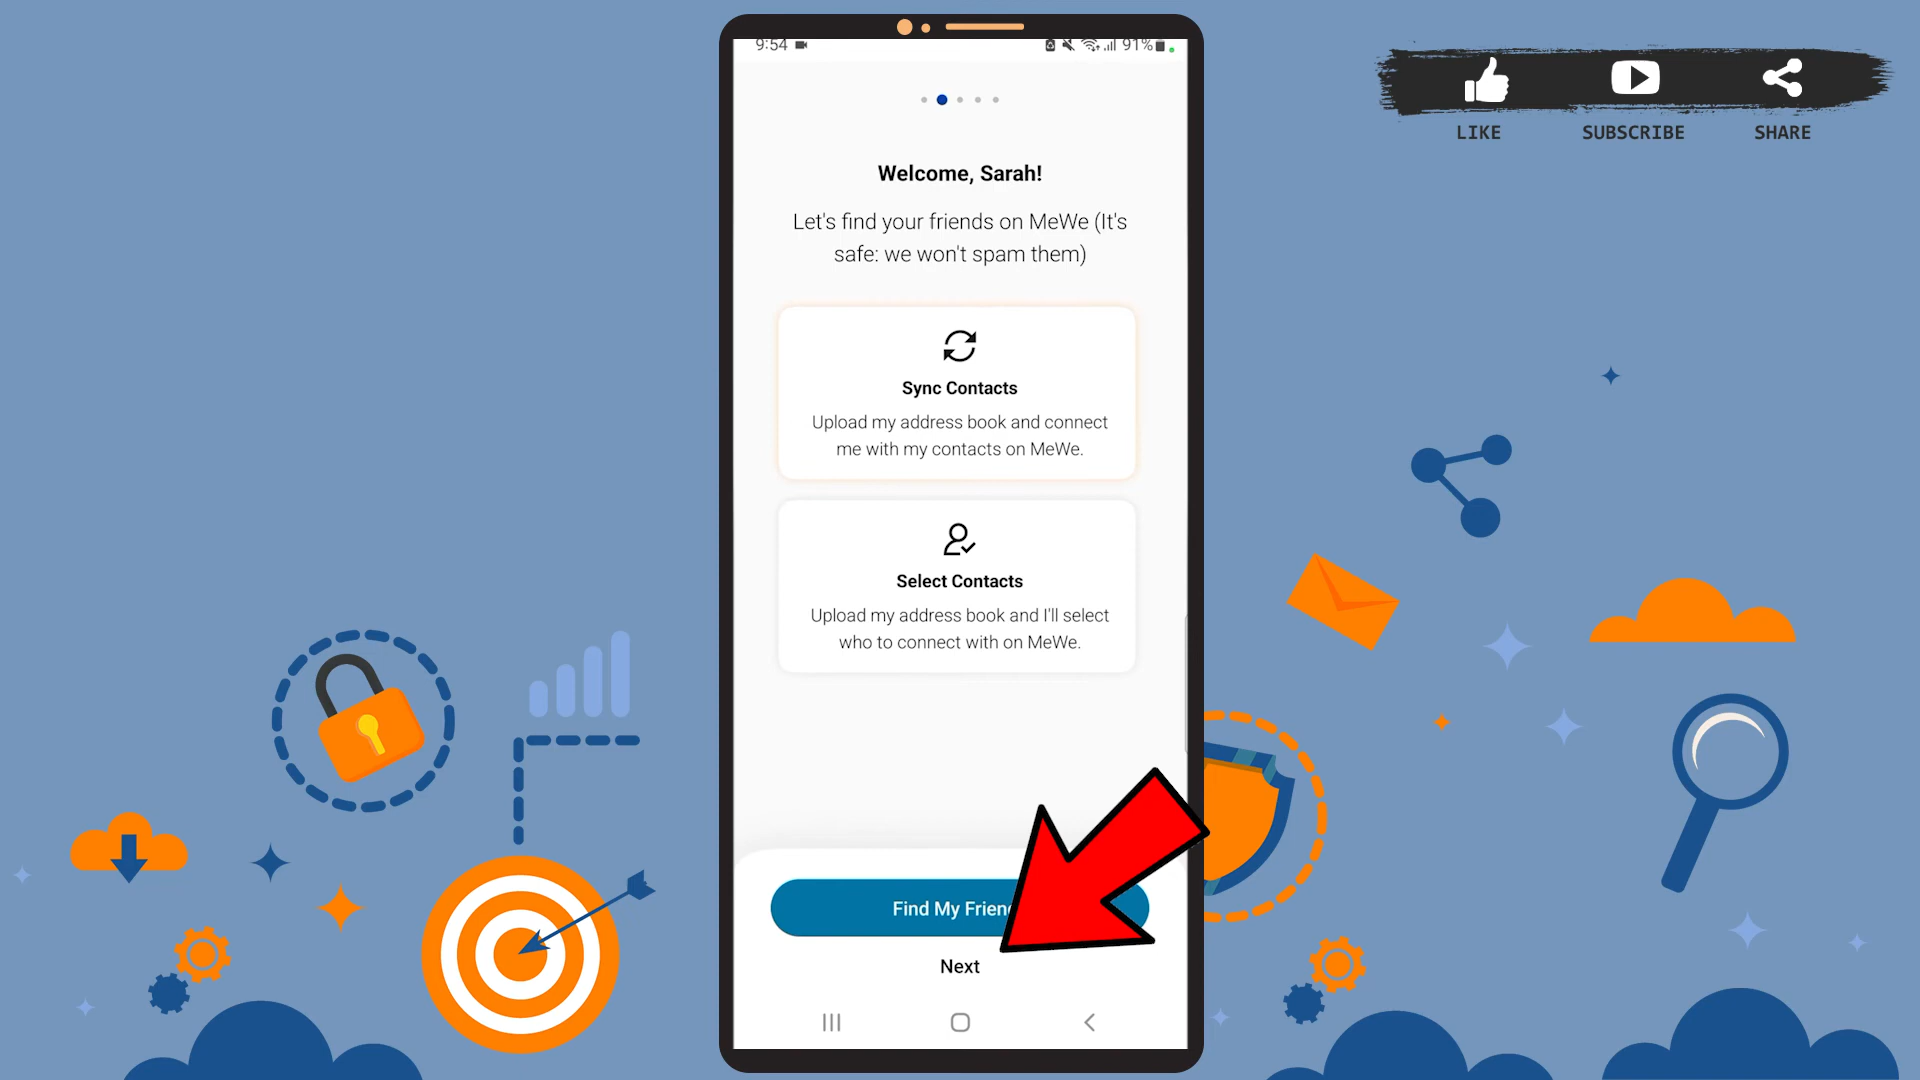 9:54
91%
LIKE
SUBSCRIBE
SHARE
Welcome, Sarah!
Let's find your friends on MeWe (It's
safe: we won't spam them)
Sync Contacts
Upload my address book and connect
me with my contacts on MeWe.
Select Contacts
Upload my address book and I'll select
who to connect with on MeWe.
Find My Frien
Next